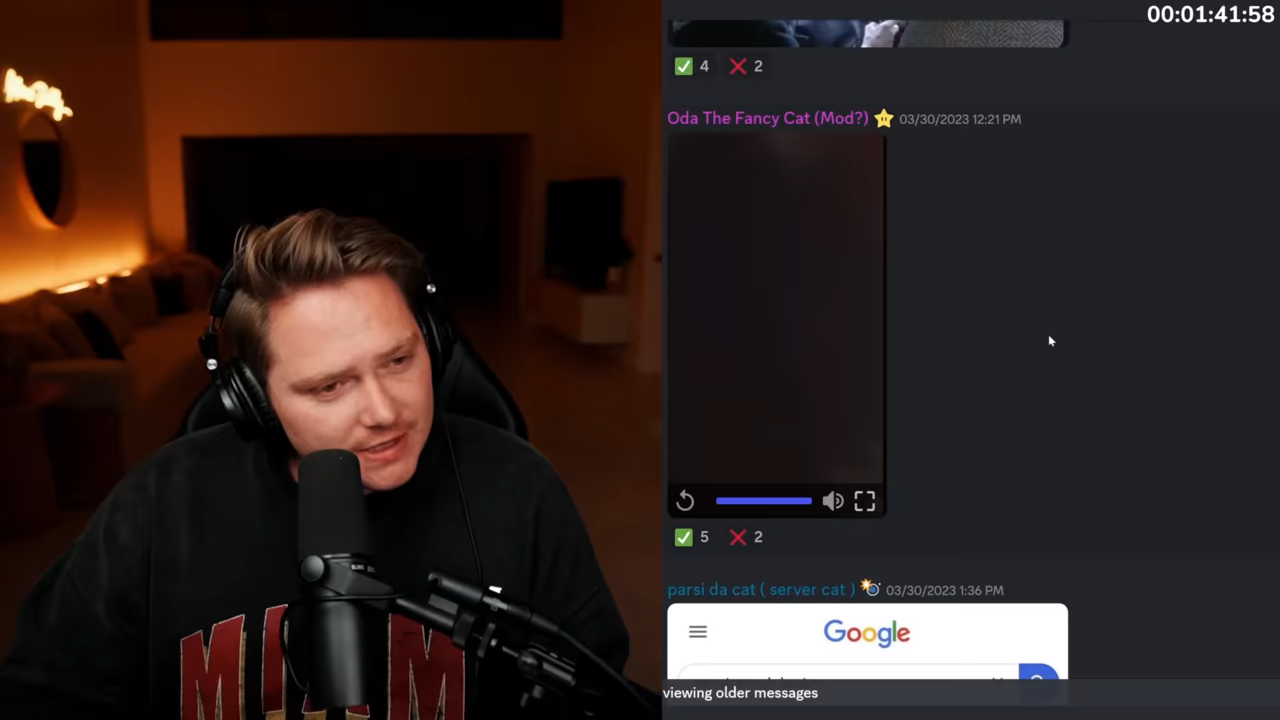 00:01:41:58
4 2
Oda The Fancy Cat (Mod?) 03/30/2023 12:21 PM
5 2
parsi da cat ( server cat ) 03/30/2023 1:36 PM
Google
viewing older messages